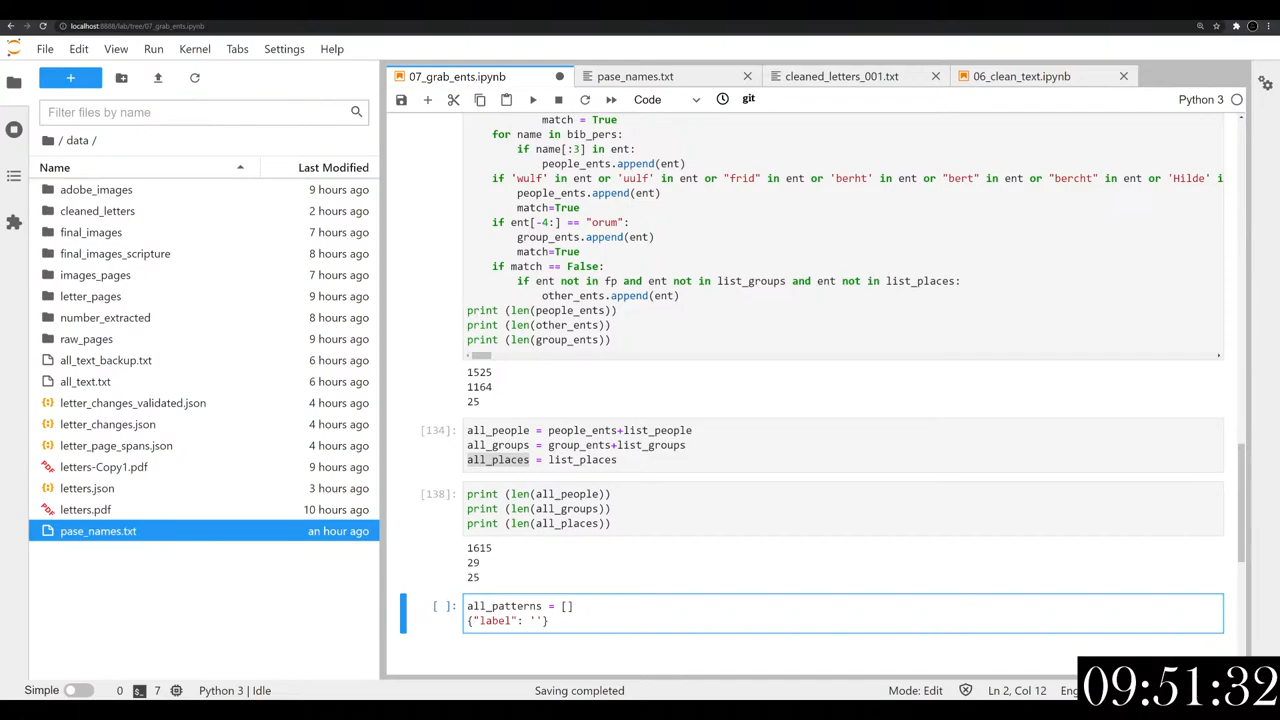 localhost:8888/lab/tree/07_grab_ents.ipynb
File Edit View Run Kernel Tabs Settings Help
07_grab_ents.ipynb
pase_names.txt
cleaned_letters_001.txt
06_clean_text.ipynb
Filter files by name
Code
git
Python 3
/ data /
Name Last Modified
adobe_images 9 hours ago
cleaned_letters 2 hours ago
final_images 7 hours ago
final_images_scripture 8 hours ago
images_pages 7 hours ago
letter_pages 9 hours ago
number_extracted 8 hours ago
raw_pages 9 hours ago
all_text_backup.txt 6 hours ago
all_text.txt 6 hours ago
letter_changes_validated.json 4 hours ago
letter_changes.json 4 hours ago
letter_page_spans.json 4 hours ago
letters-Copy1.pdf 9 hours ago
letters.json 3 hours ago
letters.pdf 10 hours ago
pase_names.txt an hour ago
match = True
for name in bib_pers:
if name[:3] in ent:
people_ents.append(ent)
if 'wulf' in ent or 'uulf' in ent or "frid" in ent or 'berht' in ent or "bert" in ent or "bercht" in ent or 'Hilde' i
people_ents.append(ent)
match=True
if ent[-4:] == "orum":
group_ents.append(ent)
match=True
if match == False:
if ent not in fp and ent not in list_groups and ent not in list_places:
other_ents.append(ent)
print (len(people_ents))
print (len(other_ents))
print (len(group_ents))
1525
1164
25
[134]:
all_people = people_ents+list_people
all_groups = group_ents+list_groups
all_places = list_places
[138]:
print (len(all_people))
print (len(all_groups))
print (len(all_places))
1615
29
25
[ ]:
all_patterns = []
{"label": ''}
Simple 0 7 Python 3 | Idle Saving completed Mode: Edit Ln 2, Col 12
09:51:32